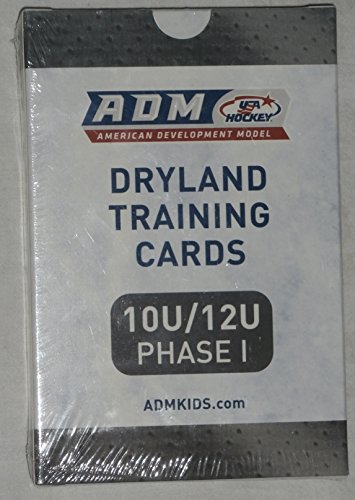 ADM
USA
HOCKEY
AMERICAN DEVELOPMENT MODEL
DRYLAND
TRAINING
CARDS
10U/12U
PHASE I
ADMKIDS.com